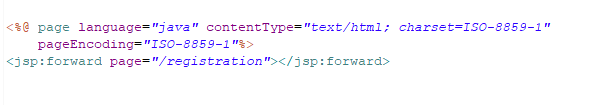 <%@ page language="java" contentType="text/html; charset=ISO-8859-1"
    pageEncoding="ISO-8859-1"%>
<jsp:forward page="/registration"></jsp:forward>